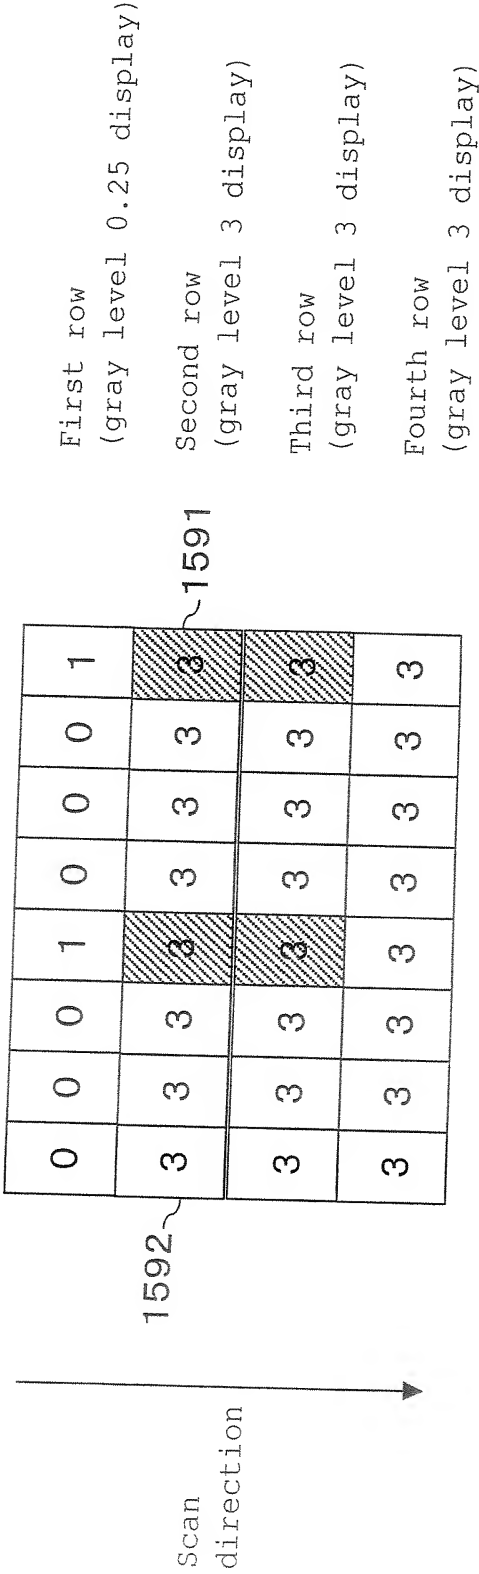 Scan
direction
1592
1591
0 0 0 1 0 0 0 1
3 3 3 3 3 3 3 3
3 3 3 3 3 3 3 3
3 3 3 3 3 3 3 3
First row
(gray level 0.25 display)
Second row
(gray level 3 display)
Third row
(gray level 3 display)
Fourth row
(gray level 3 display)